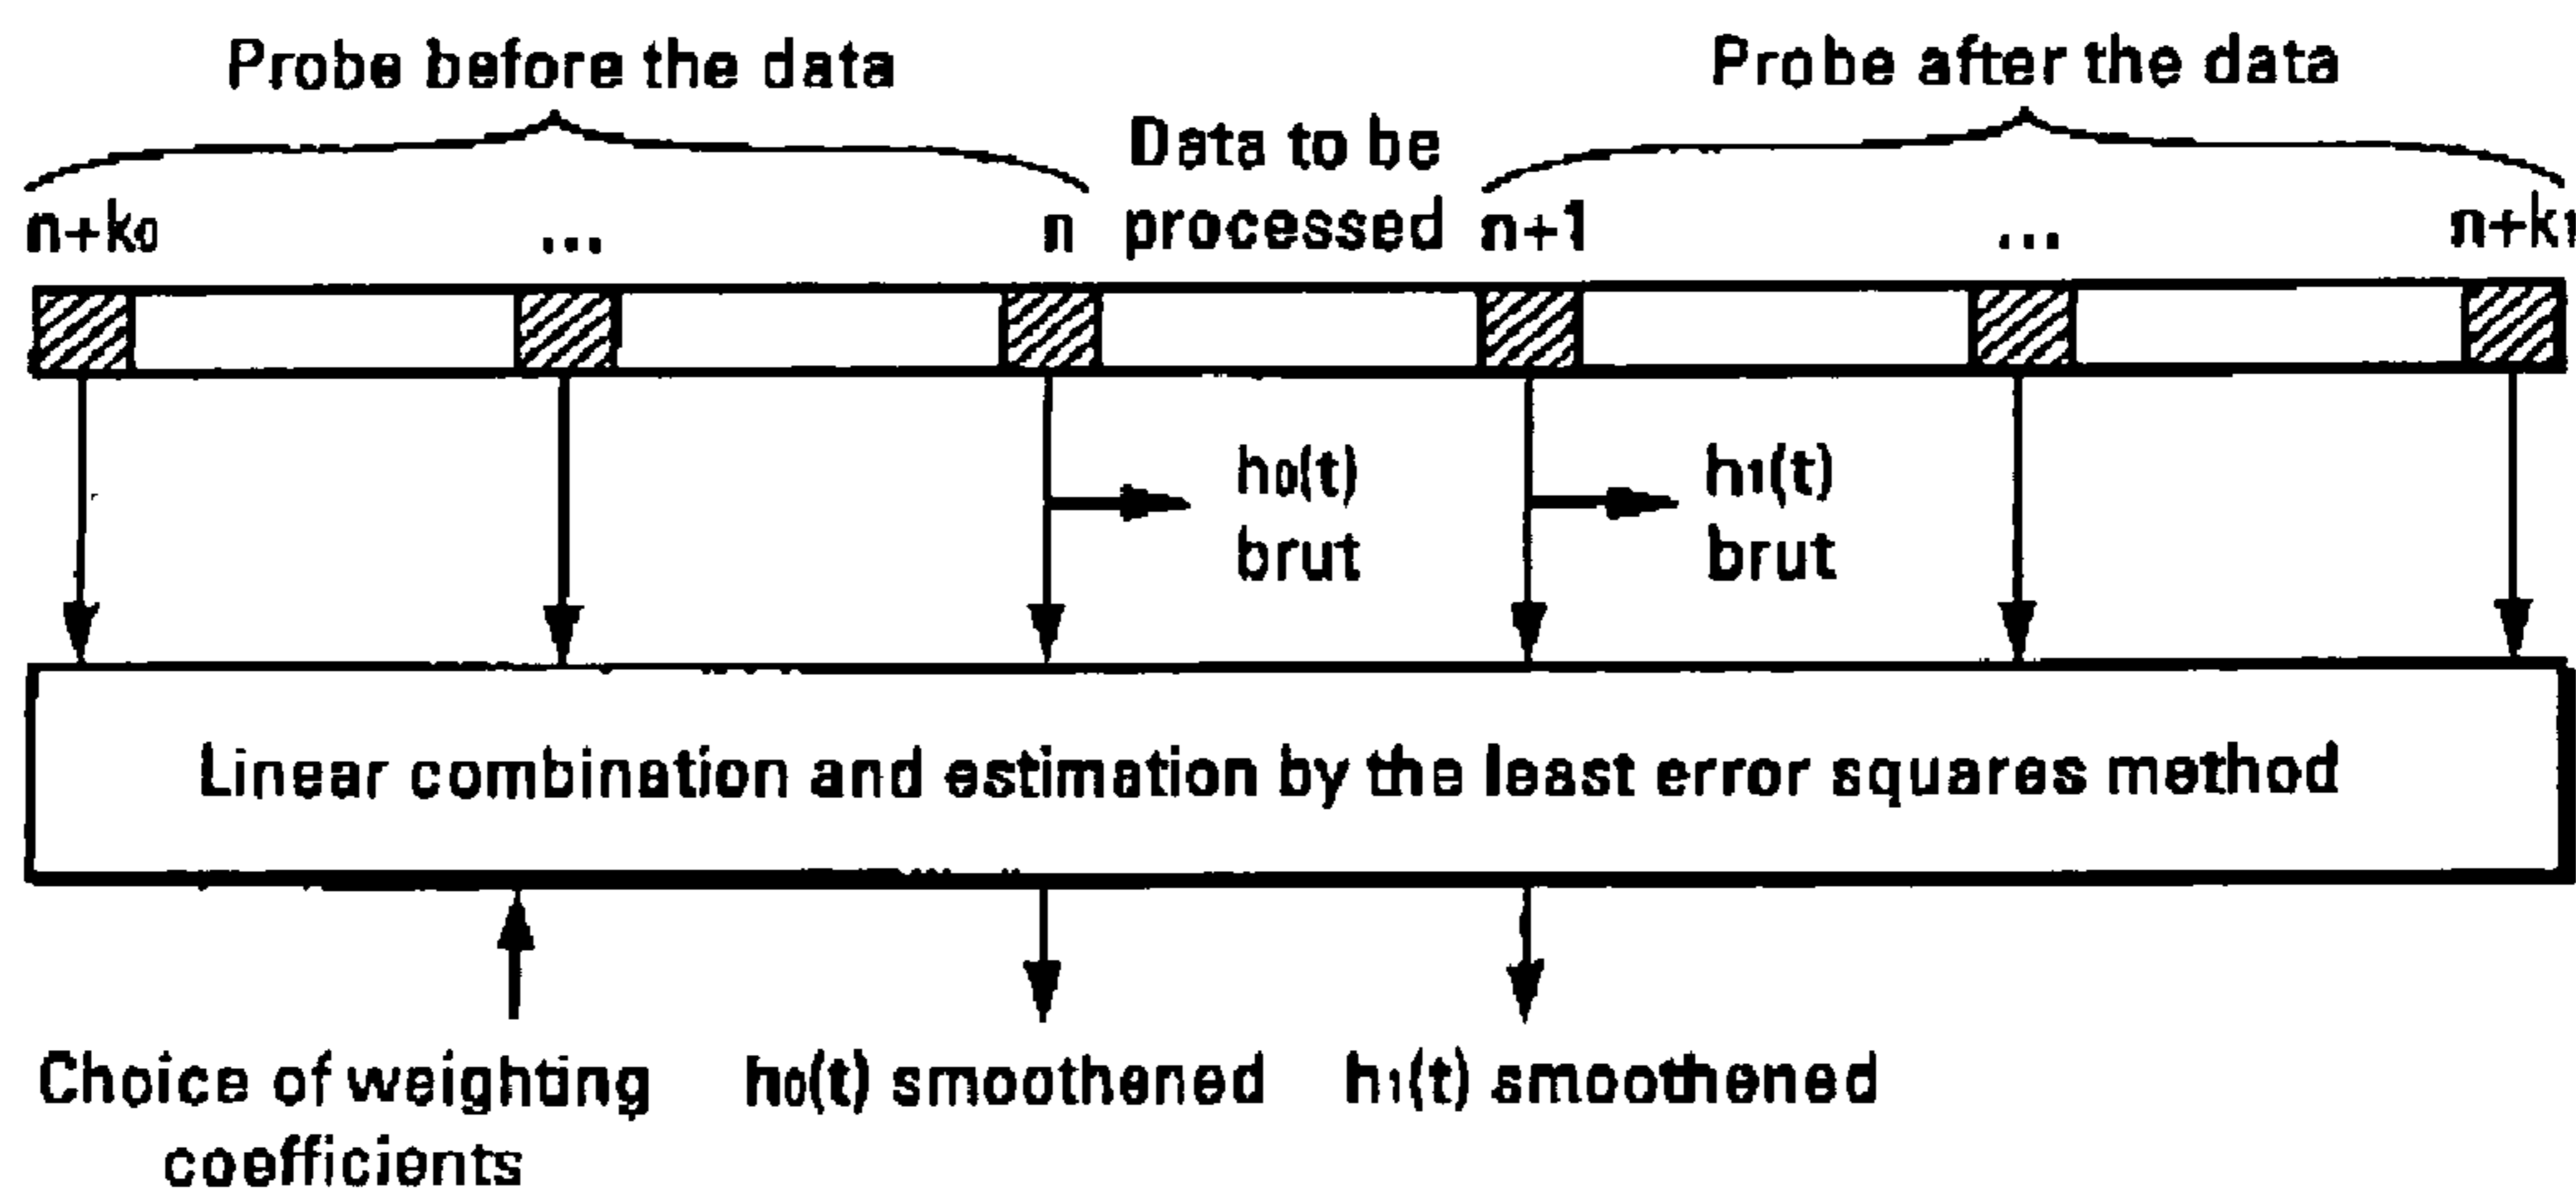 Probe before the data
Probe after the data
Data to be
processed
n+k₀
...
n
n+1
...
n+k₁
h₀(t)
brut
h₁(t)
brut
Linear combination and estimation by the least error squares method
Choice of weighting
coefficients
h₀(t) smoothened
h₁(t) smoothened